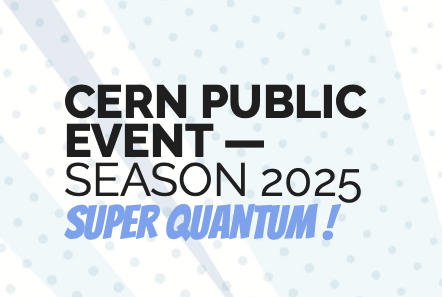 CERN PUBLIC
EVENT —
SEASON 2025
SUPER QUANTUM !